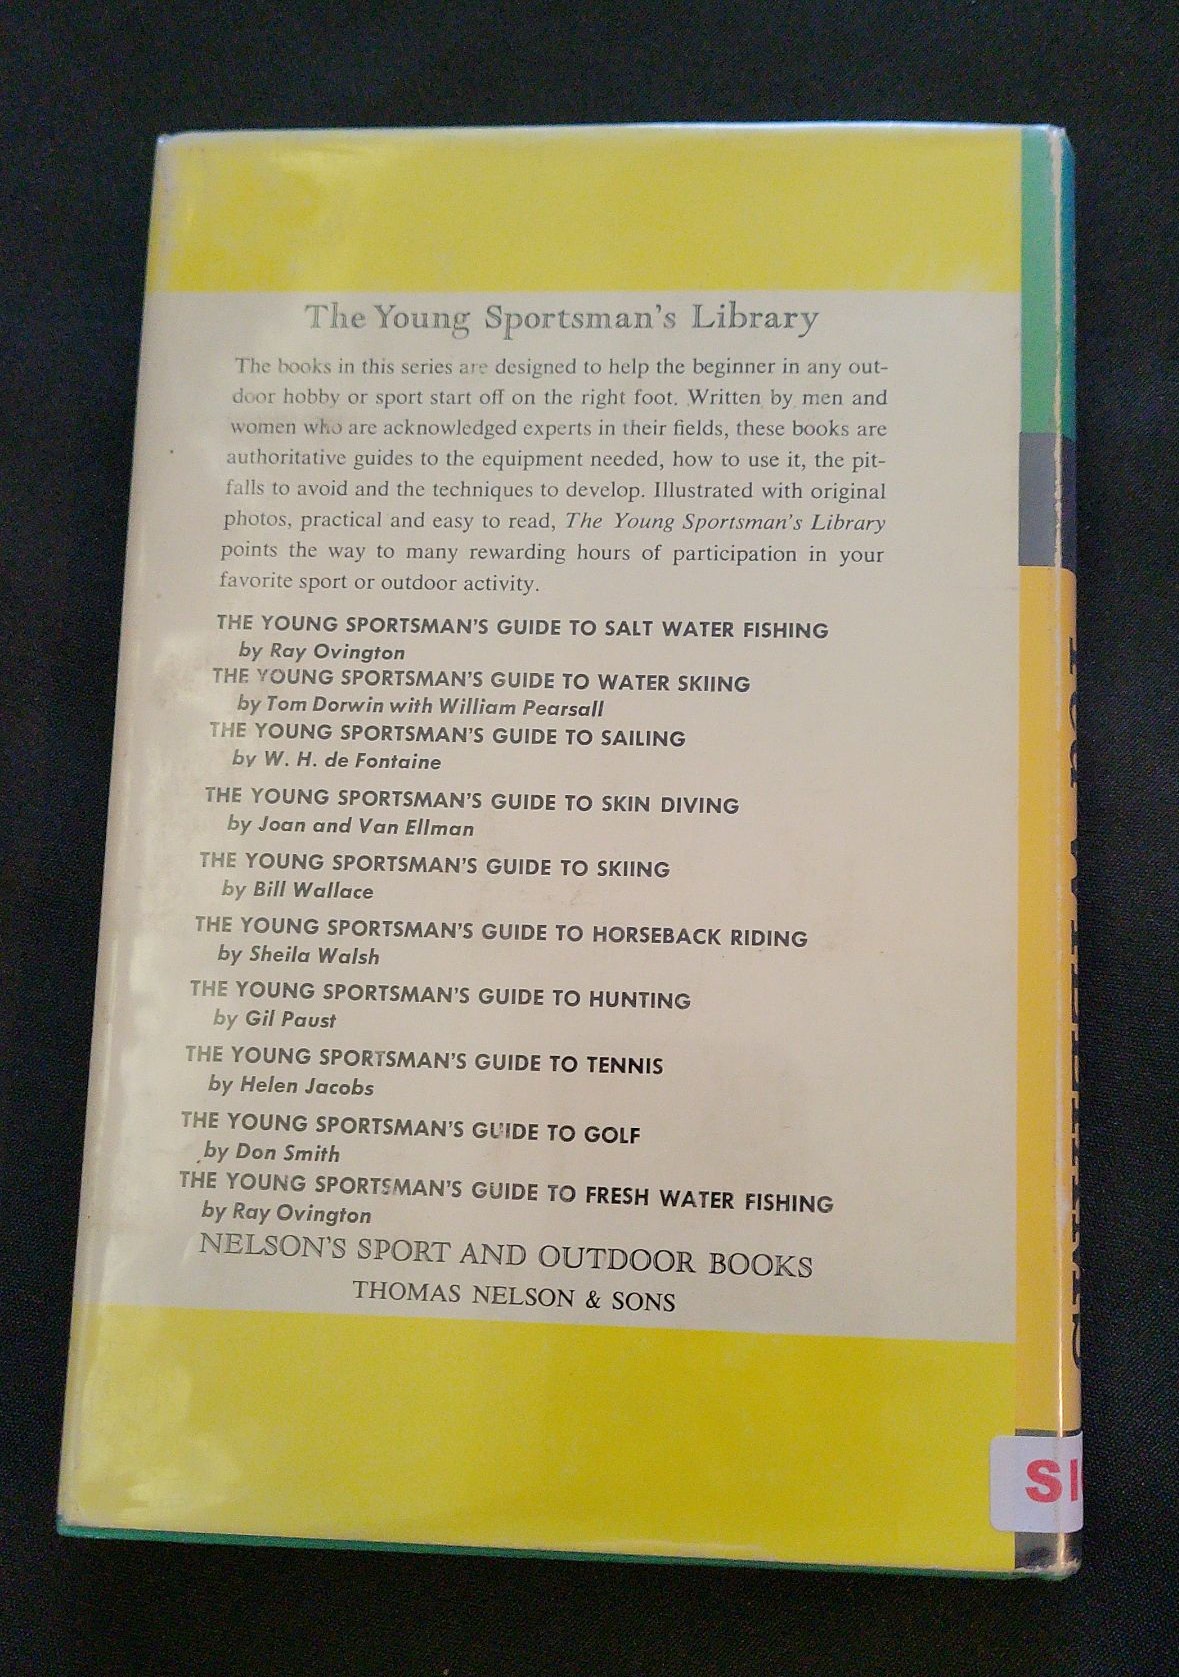 The Young Sportsman's Library
The books in this series are designed to help the beginner in any out-
door hobby or sport start off on the right foot. Written by men and
women who are acknowledged experts in their fields, these books are
authoritative guides to the equipment needed, how to use it, the pit-
falls to avoid and the techniques to develop. Illustrated with original
photos, practical and easy to read, The Young Sportsman's Library
points the way to many rewarding hours of participation in your
favorite sport or outdoor activity.
THE YOUNG SPORTSMAN'S GUIDE TO SALT WATER FISHING
by Ray Ovington
THE YOUNG SPORTSMAN'S GUIDE TO WATER SKIING
by Tom Dorwin with William Pearsall
THE YOUNG SPORTSMAN'S GUIDE TO SAILING
by W. H. de Fontaine
THE YOUNG SPORTSMAN'S GUIDE TO SKIN DIVING
by Joan and Van Ellman
THE YOUNG SPORTSMAN'S GUIDE TO SKIING
by Bill Wallace
THE YOUNG SPORTSMAN'S GUIDE TO HORSEBACK RIDING
by Sheila Walsh
THE YOUNG SPORTSMAN'S GUIDE TO HUNTING
by Gil Paust
THE YOUNG SPORTSMAN'S GUIDE TO TENNIS
by Helen Jacobs
THE YOUNG SPORTSMAN'S GUIDE TO GOLF
by Don Smith
THE YOUNG SPORTSMAN'S GUIDE TO FRESH WATER FISHING
by Ray Ovington
NELSON'S SPORT AND OUTDOOR BOOKS
THOMAS NELSON & SONS